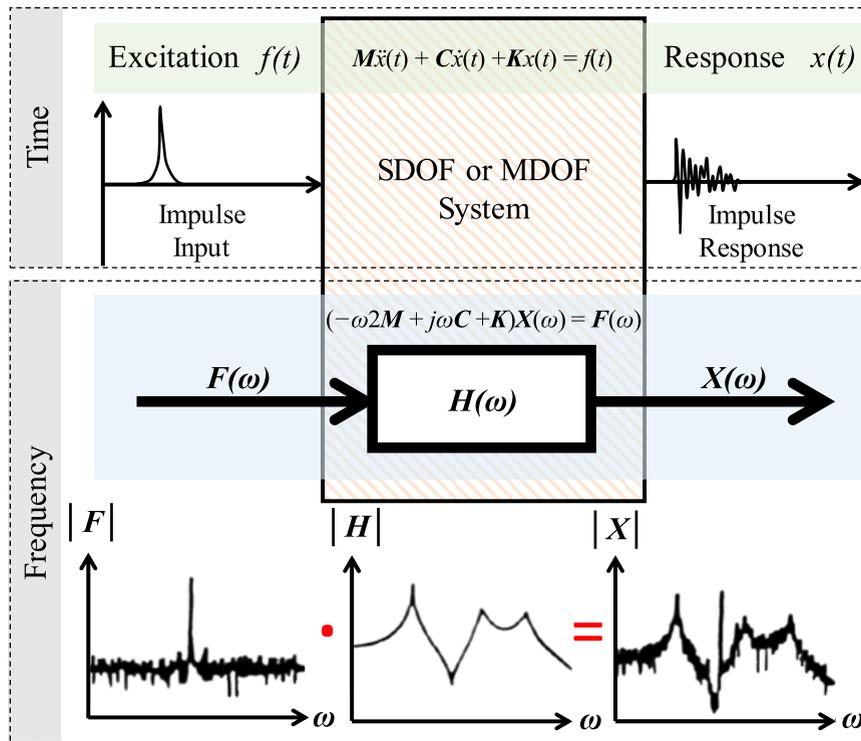 Time
Excitation f(t)
Mẍ(t) + Cẋ(t) +Kx(t) = f(t)
Response x(t)
Impulse
Input
SDOF or MDOF
System
Impulse
Response
Frequency
(−ω2M + jωC +K)X(ω) = F(ω)
F(ω)
H(ω)
X(ω)
|F|
|H|
|X|
·
=
ω
ω
ω